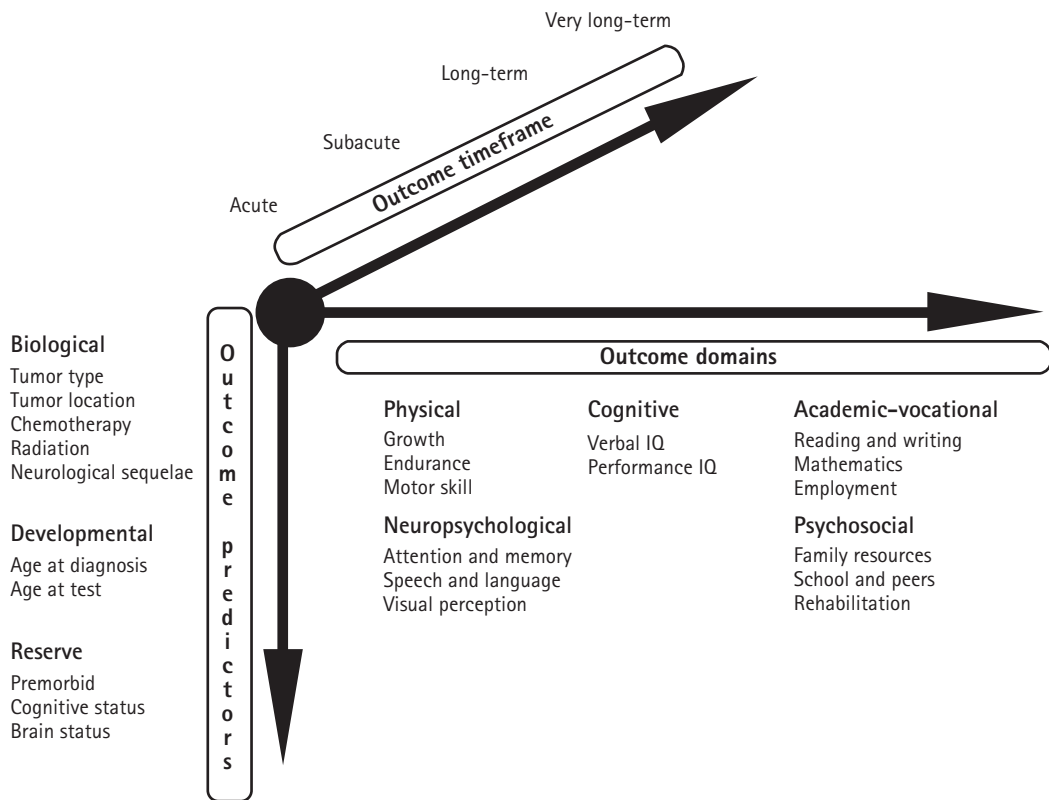 Very long-term
Long-term
Subacute
Acute
Outcome timeframe
Outcome predictors
Biological
Tumor type
Tumor location
Chemotherapy
Radiation
Neurological sequelae
Developmental
Age at diagnosis
Age at test
Reserve
Premorbid
Cognitive status
Brain status
Outcome domains
Physical
Growth
Endurance
Motor skill
Cognitive
Verbal IQ
Performance IQ
Academic-vocational
Reading and writing
Mathematics
Employment
Neuropsychological
Attention and memory
Speech and language
Visual perception
Psychosocial
Family resources
School and peers
Rehabilitation